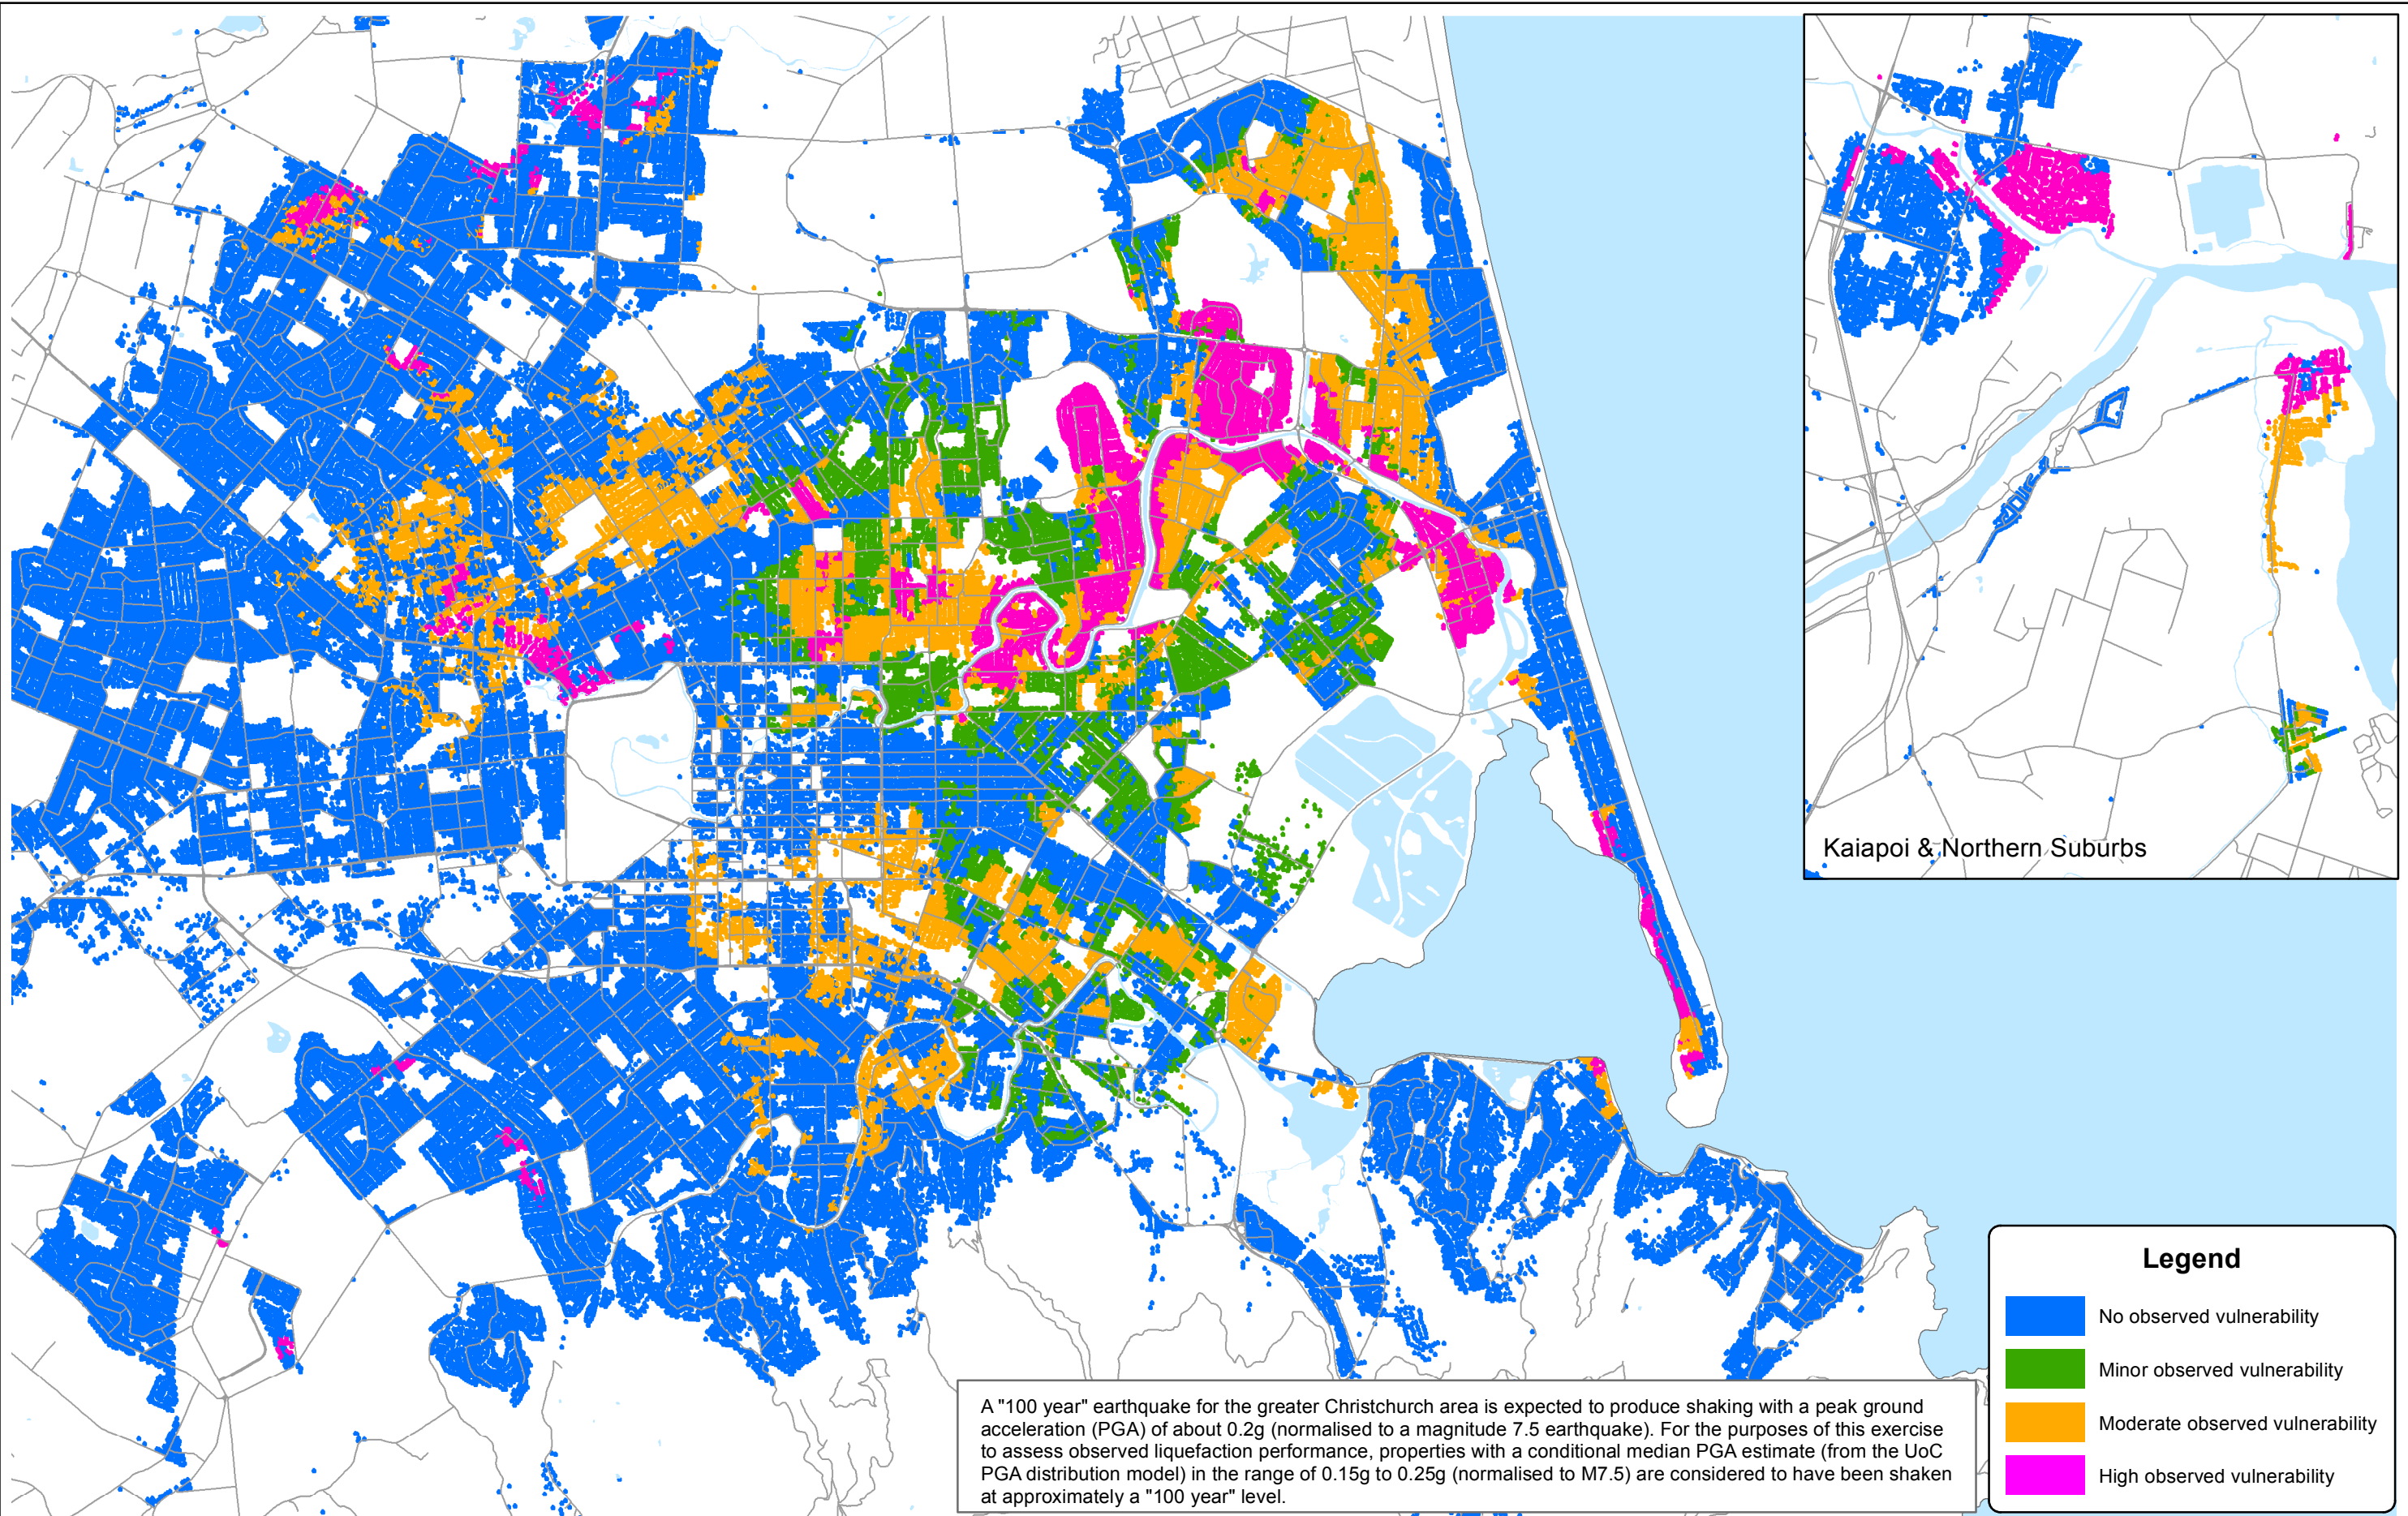 Kaiapoi & Northern Suburbs
Legend
No observed vulnerability
Minor observed vulnerability
Moderate observed vulnerability
High observed vulnerability
A "100 year" earthquake for the greater Christchurch area is expected to produce shaking with a peak ground
acceleration (PGA) of about 0.2g (normalised to a magnitude 7.5 earthquake). For the purposes of this exercise
to assess observed liquefaction performance, properties with a conditional median PGA estimate (from the UoC
PGA distribution model) in the range of 0.15g to 0.25g (normalised to M7.5) are considered to have been shaken
at approximately a "100 year" level.